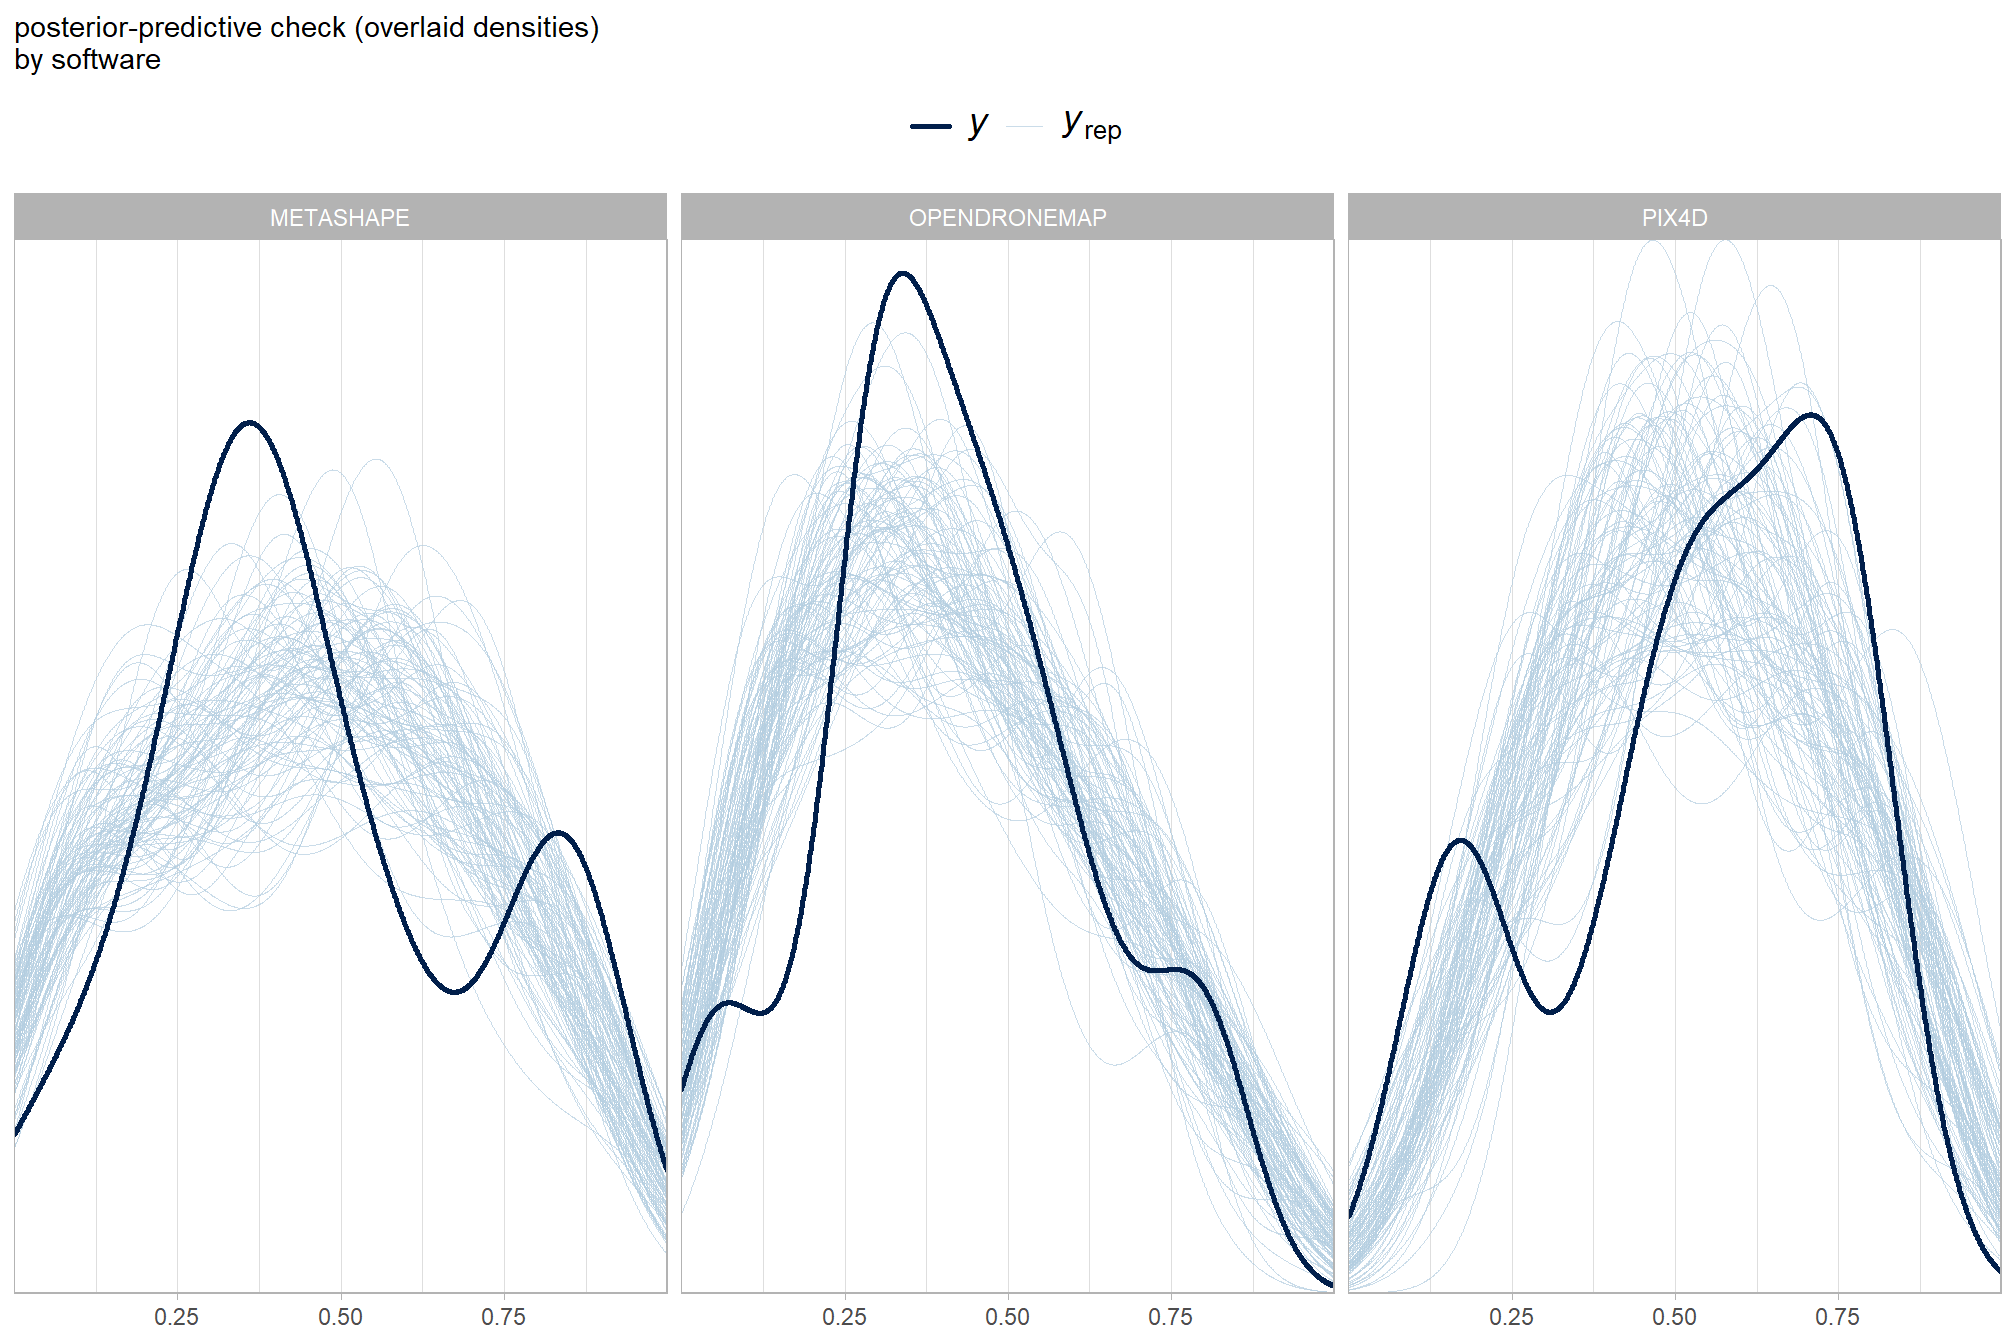 posterior-predictive check (overlaid densities)
by software
y y rep
METASHAPE OPENDRONEMAP PIX4D
0.25 0.50 0.75 0.25 0.50 0.75 0.25 0.50 0.75